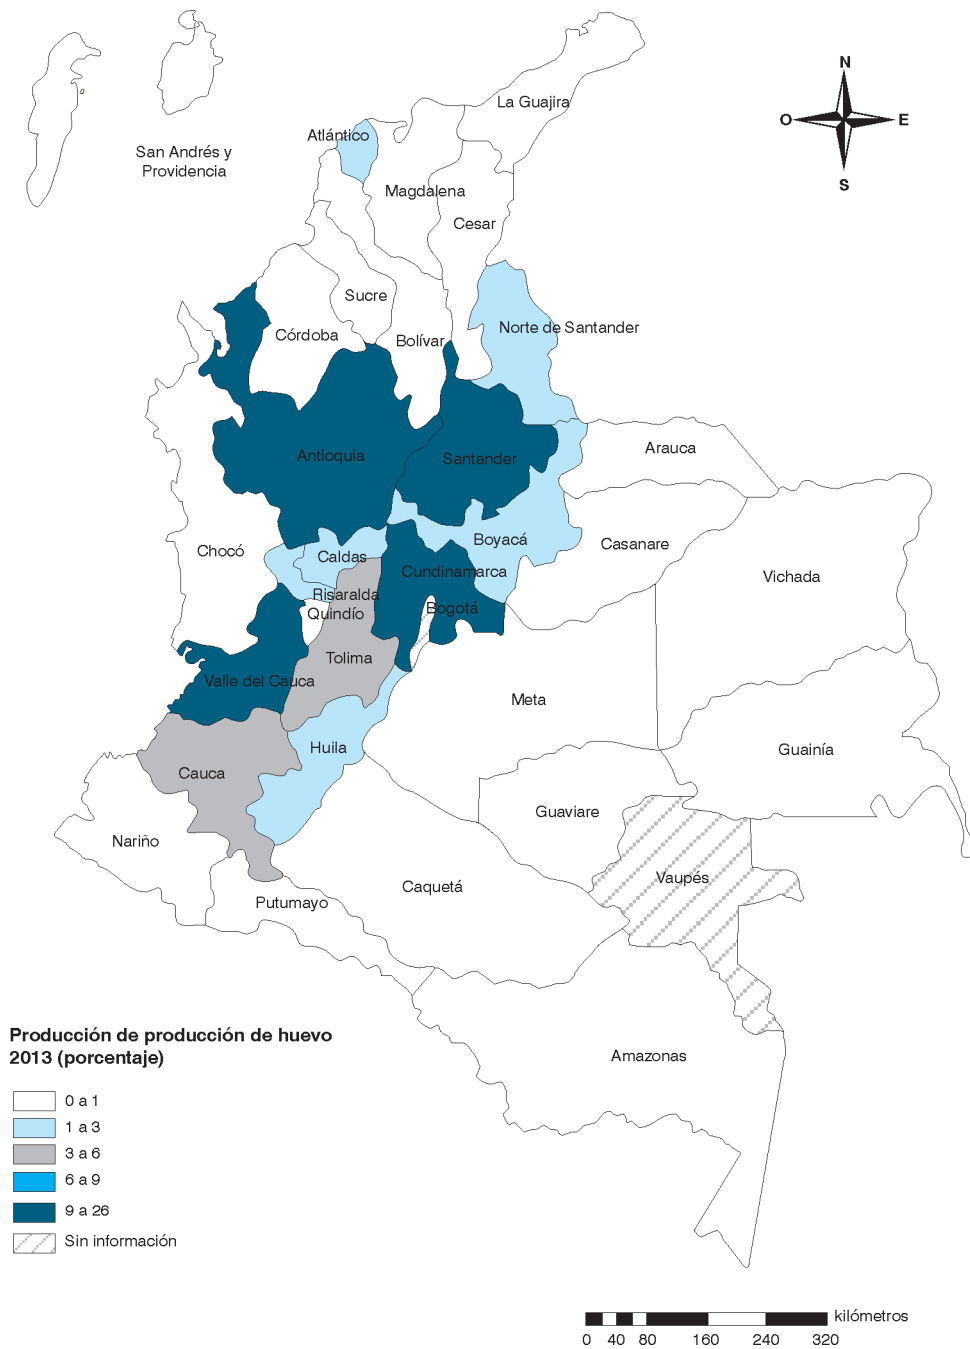 N
La Guajira
O
E
Atlántico
San Andrés y
Providencia
S
Magdalena
Cesar
Sucre
Norte de Santander
Córdoba
Bolívar
Arauca
Antioquia
Santander
Boyacá
Casanare
Chocó
Caldas
Cundinamarca
Vichada
Risaralda
Bogotá
Quindío
Tolima
Valle del Cauca
Meta
Huila
Guainía
Cauca
Guaviare
Nariño
Vaupés
Caquetá
Putumayo
Producción de producción de huevo
2013 (porcentaje)
Amazonas
0 a 1
1 a 3
3 a 6
6 a 9
9 a 26
Sin información
kilómetros
0 40 80 160 240 320